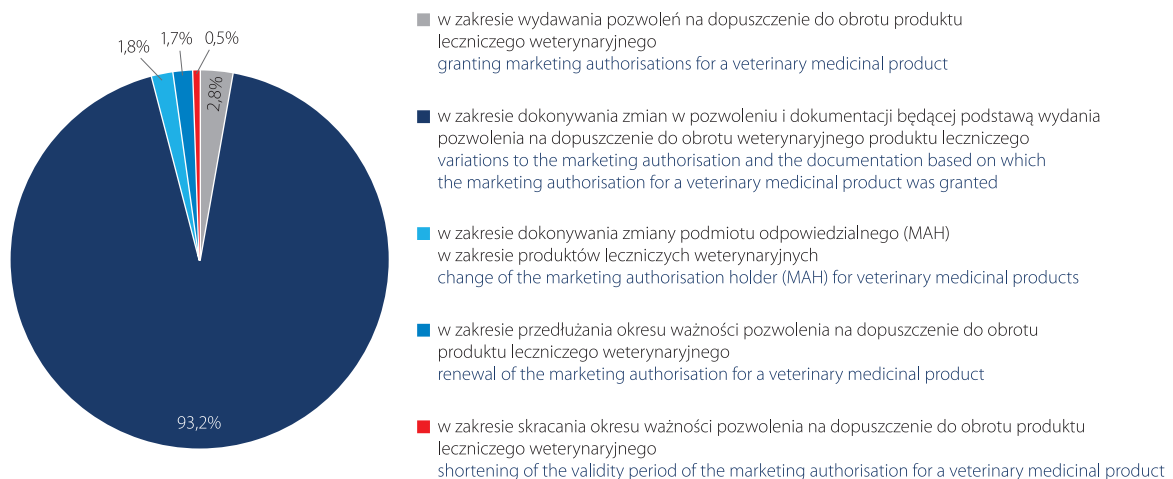 1,8%
1,7%
0,5%
2,8%
93,2%
w zakresie wydawania pozwoleń na dopuszczenie do obrotu produktu
leczniczego weterynaryjnego
granting marketing authorisations for a veterinary medicinal product
w zakresie dokonywania zmian w pozwoleniu i dokumentacji będącej podstawą wydania
pozwolenia na dopuszczenie do obrotu weterynaryjnego produktu leczniczego
variations to the marketing authorisation and the documentation based on which
the marketing authorisation for a veterinary medicinal product was granted
w zakresie dokonywania zmiany podmiotu odpowiedzialnego (MAH)
w zakresie produktów leczniczych weterynaryjnych
change of the marketing authorisation holder (MAH) for veterinary medicinal products
w zakresie przedłużania okresu ważności pozwolenia na dopuszczenie do obrotu
produktu leczniczego weterynaryjnego
renewal of the marketing authorisation for a veterinary medicinal product
w zakresie skracania okresu ważności pozwolenia na dopuszczenie do obrotu produktu
leczniczego weterynaryjnego
shortening of the validity period of the marketing authorisation for a veterinary medicinal product